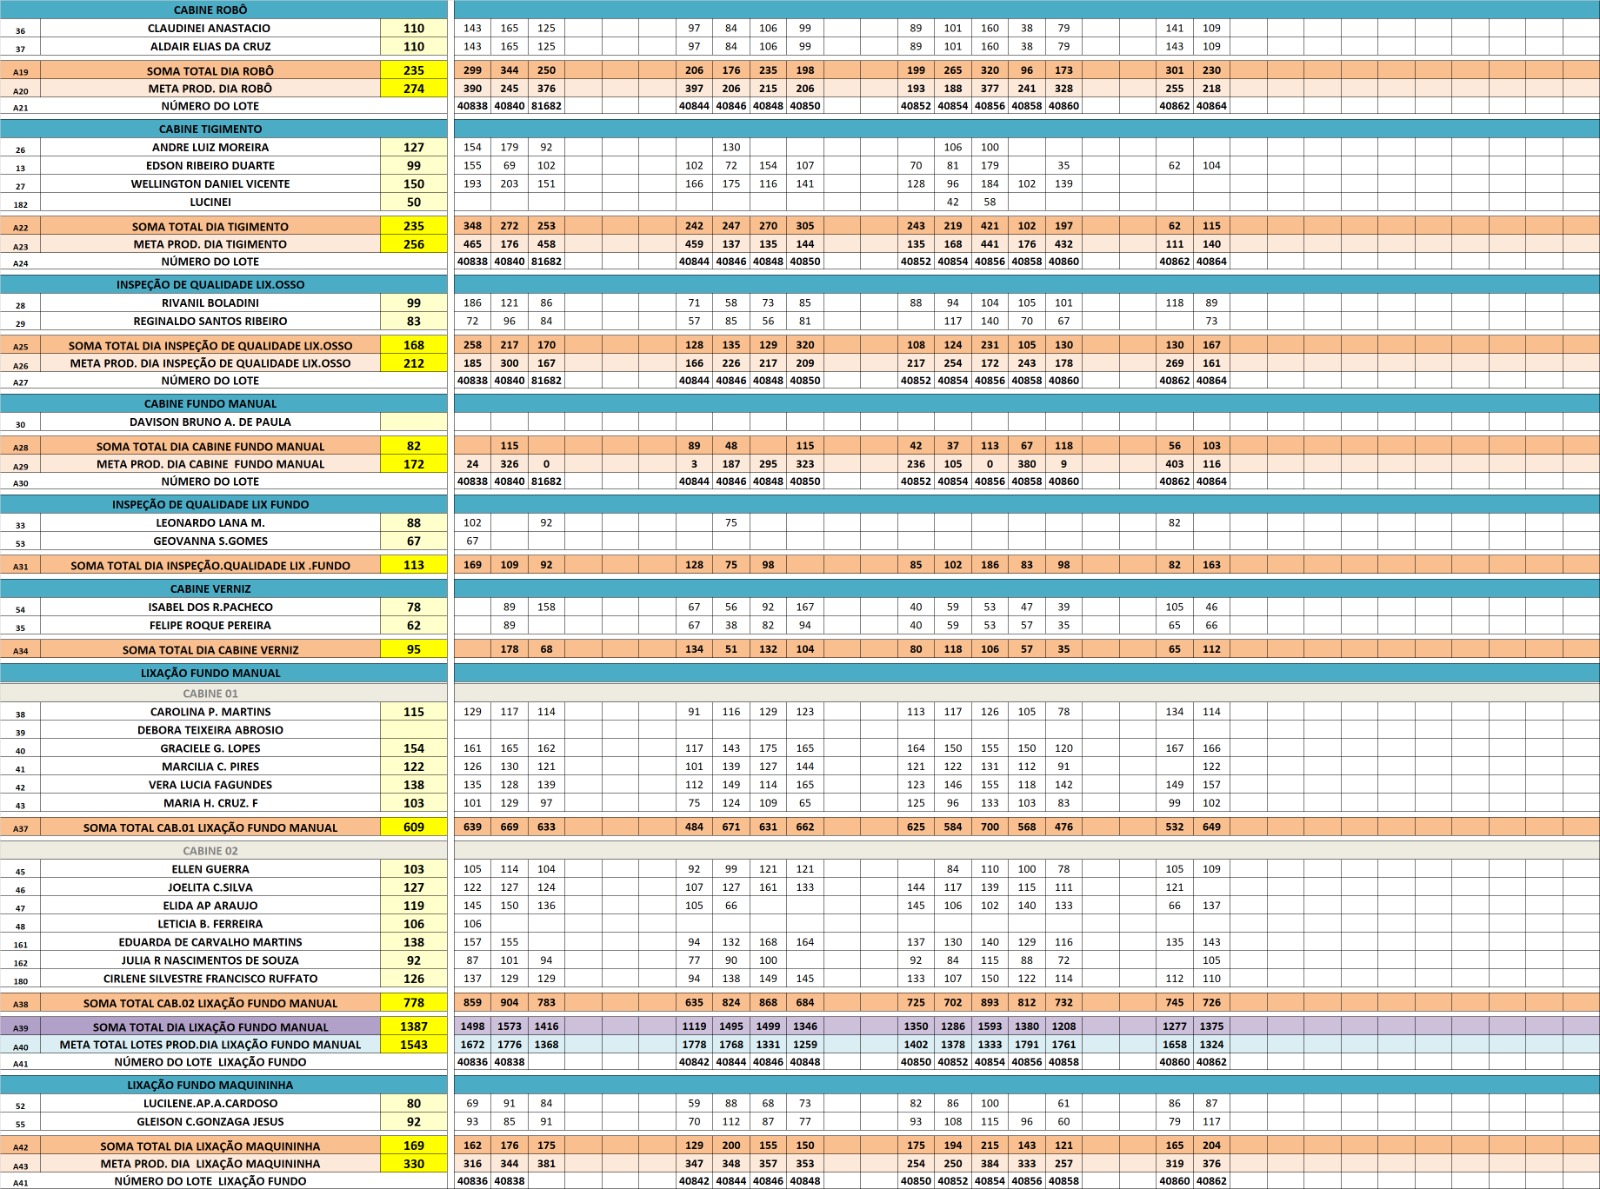 CABINE ROBÔ
36 CLAUDINEI ANASTACIO 110 143 165 125 97 84 106 99 89 101 160 38 79 141 109
37 ALDAIR ELIAS DA CRUZ 110 143 165 125 97 84 106 99 89 101 160 38 79 143 109
A19 SOMA TOTAL DIA ROBÔ 235 299 344 250 206 176 235 198 199 265 320 96 173 301 230
A20 META PROD. DIA ROBÔ 274 390 245 376 397 206 215 206 193 188 377 241 328 255 218
A21 NÚMERO DO LOTE 40838 40840 81682 40844 40846 40848 40850 40852 40854 40856 40858 40860 40862 40864
CABINE TIGIMENTO
26 ANDRE LUIZ MOREIRA 127 154 179 92 130 106 100
13 EDSON RIBEIRO DUARTE 99 155 69 102 102 72 154 107 70 81 179 35 62 104
27 WELLINGTON DANIEL VICENTE 150 193 203 151 166 175 116 141 128 96 184 102 139
182 LUCINEI 50 42 58
A22 SOMA TOTAL DIA TIGIMENTO 235 348 272 253 242 247 270 305 243 219 421 102 197 62 115
A23 META PROD. DIA TIGIMENTO 256 465 176 458 459 137 135 144 135 168 441 176 432 111 140
A24 NÚMERO DO LOTE 40838 40840 81682 40844 40846 40848 40850 40852 40854 40856 40858 40860 40862 40864
INSPEÇÃO DE QUALIDADE LIX.OSSO
28 RIVANIL BOLADINI 99 186 121 86 71 58 73 85 88 94 104 105 101 118 89
29 REGINALDO SANTOS RIBEIRO 83 72 96 84 57 85 56 81 117 140 70 67 73
A25 SOMA TOTAL DIA INSPEÇÃO DE QUALIDADE LIX.OSSO 168 258 217 170 128 135 129 320 108 124 231 105 130 130 167
A26 META PROD. DIA INSPEÇÃO DE QUALIDADE LIX.OSSO 212 185 300 167 166 226 217 209 217 254 172 243 178 269 161
A27 NÚMERO DO LOTE 40838 40840 81682 40844 40846 40848 40850 40852 40854 40856 40858 40860 40862 40864
CABINE FUNDO MANUAL
30 DAVISON BRUNO A. DE PAULA
A28 SOMA TOTAL DIA CABINE FUNDO MANUAL 82 115 89 48 115 42 37 113 67 118 56 103
A29 META PROD. DIA CABINE FUNDO MANUAL 172 24 326 0 3 187 295 323 236 105 0 380 9 403 116
A30 NÚMERO DO LOTE 40838 40840 81682 40844 40846 40848 40850 40852 40854 40856 40858 40860 40862 40864
INSPEÇÃO DE QUALIDADE LIX FUNDO
33 LEONARDO LANA M. 88 102 92 75 82
53 GEOVANNA S.GOMES 67 67
A31 SOMA TOTAL DIA INSPEÇÃO.QUALIDADE LIX .FUNDO 113 169 109 92 128 75 98 85 102 186 83 98 82 163
CABINE VERNIZ
54 ISABEL DOS R.PACHECO 78 89 158 67 56 92 167 40 59 53 47 39 105 46
35 FELIPE ROQUE PEREIRA 62 89 67 38 82 94 40 59 53 57 35 65 66
A34 SOMA TOTAL DIA CABINE VERNIZ 95 178 68 134 51 132 104 80 118 106 57 35 65 112
LIXAÇÃO FUNDO MANUAL
CABINE 01
38 CAROLINA P. MARTINS 115 129 117 114 91 116 129 123 113 117 126 105 78 134 114
39 DEBORA TEIXEIRA ABROSIO
40 GRACIELE G. LOPES 154 161 165 162 117 143 175 165 164 150 155 150 120 167 166
41 MARCILIA C. PIRES 122 126 130 121 101 139 127 144 121 122 131 112 91 122
42 VERA LUCIA FAGUNDES 138 135 128 139 112 149 114 165 123 146 155 118 142 149 157
43 MARIA H. CRUZ. F 103 101 129 97 75 124 109 65 125 96 133 103 83 99 102
A37 SOMA TOTAL CAB.01 LIXAÇÃO FUNDO MANUAL 609 639 669 633 484 671 631 662 625 584 700 568 476 532 649
CABINE 02
45 ELLEN GUERRA 103 105 114 104 92 99 121 121 84 110 100 78 105 109
46 JOELITA C.SILVA 127 122 127 124 107 127 161 133 144 117 139 115 111 121
47 ELIDA AP ARAUJO 119 145 150 136 105 66 145 106 102 140 133 66 137
48 LETICIA B. FERREIRA 106 106
161 EDUARDA DE CARVALHO MARTINS 138 157 155 94 132 168 164 137 130 140 129 116 135 143
162 JULIA R NASCIMENTOS DE SOUZA 92 87 101 94 77 90 100 92 84 115 88 72 105
180 CIRLENE SILVESTRE FRANCISCO RUFFATO 126 137 129 129 94 138 149 145 133 107 150 122 114 112 110
A38 SOMA TOTAL CAB.02 LIXAÇÃO FUNDO MANUAL 778 859 904 783 635 824 868 684 725 702 893 812 732 745 726
A39 SOMA TOTAL DIA LIXAÇÃO FUNDO MANUAL 1387 1498 1573 1416 1119 1495 1499 1346 1350 1286 1593 1380 1208 1277 1375
A40 META TOTAL LOTES PROD.DIA LIXAÇÃO FUNDO MANUAL 1543 1672 1776 1368 1778 1768 1331 1259 1402 1378 1333 1791 1761 1658 1324
A41 NÚMERO DO LOTE LIXAÇÃO FUNDO 40836 40838 40842 40844 40846 40848 40850 40852 40854 40856 40858 40860 40862
LIXAÇÃO FUNDO MAQUININHA
52 LUCILENE.AP.A.CARDOSO 80 69 91 84 59 88 68 73 82 86 100 61 86 87
55 GLEISON C.GONZAGA JESUS 92 93 85 91 70 112 87 77 93 108 115 96 60 79 117
A42 SOMA TOTAL DIA LIXAÇÃO MAQUININHA 169 162 176 175 129 200 155 150 175 194 215 143 121 165 204
A43 META PROD. DIA LIXAÇÃO MAQUININHA 330 316 344 381 347 348 357 353 254 250 384 333 257 319 376
A41 NÚMERO DO LOTE LIXAÇÃO FUNDO 40836 40838 40842 40844 40846 40848 40850 40852 40854 40856 40858 40860 40862